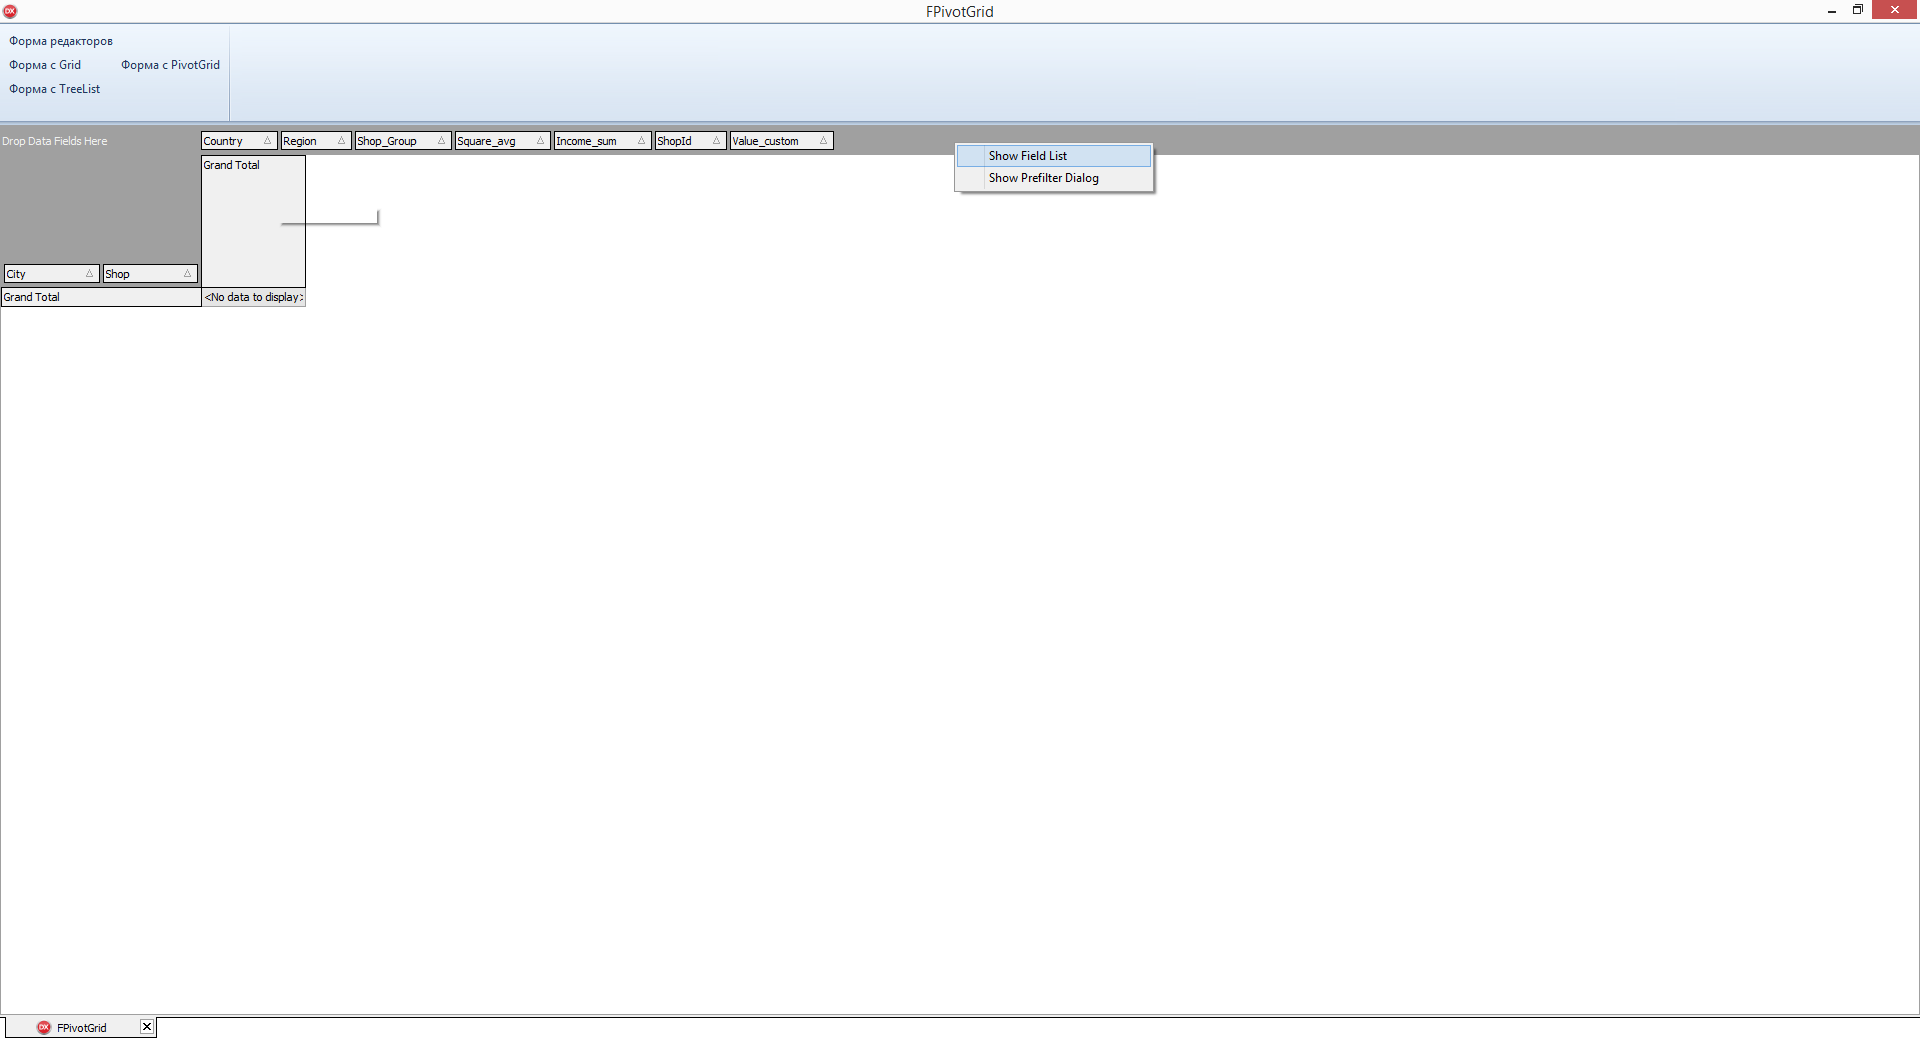 FPivotGrid
Форма редакторов
Форма с Grid
Форма с PivotGrid
Форма с TreeList
Drop Data Fields Here
Country
Region
Shop_Group
Square_avg
Income_sum
ShopId
Value_custom
Show Field List
Show Prefilter Dialog
Grand Total
City
Shop
Grand Total
<No data to display>
FPivotGrid